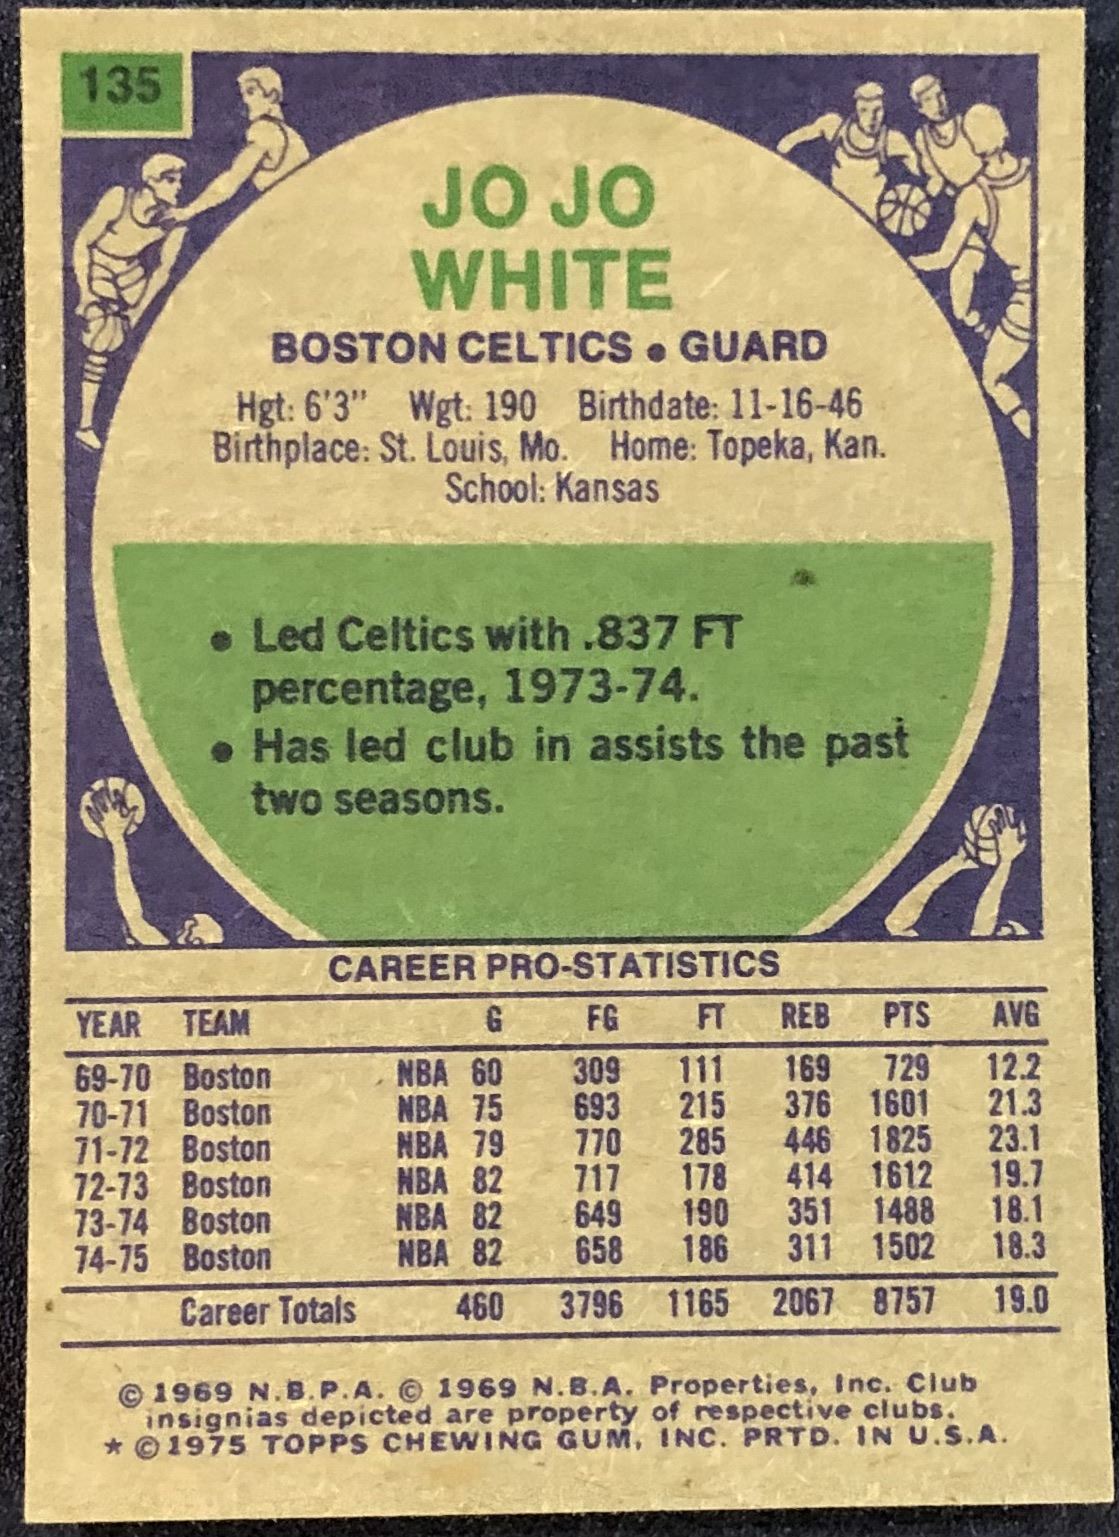 135
JO JO
WHITE
BOSTON CELTICS • GUARD
Hgt: 6'3" Wgt: 190 Birthdate: 11-16-46
Birthplace: St. Louis, Mo. Home: Topeka, Kan.
School: Kansas
• Led Celtics with .837 FT
percentage, 1973-74.
• Has led club in assists the past
two seasons.
CAREER PRO-STATISTICS
YEAR TEAM G FG FT REB PTS AVG
69-70 Boston NBA 60 309 111 169 729 12.2
70-71 Boston NBA 75 693 215 376 1601 21.3
71-72 Boston NBA 79 770 285 446 1825 23.1
72-73 Boston NBA 82 717 178 414 1612 19.7
73-74 Boston NBA 82 649 190 351 1488 18.1
74-75 Boston NBA 82 658 186 311 1502 18.3
Career Totals 460 3796 1165 2067 8757 19.0
© 1969 N.B.P.A. © 1969 N.B.A. Properties, Inc. Club
insignias depicted are property of respective clubs.
* © 1975 TOPPS CHEWING GUM, INC. PRTD. IN U.S.A.